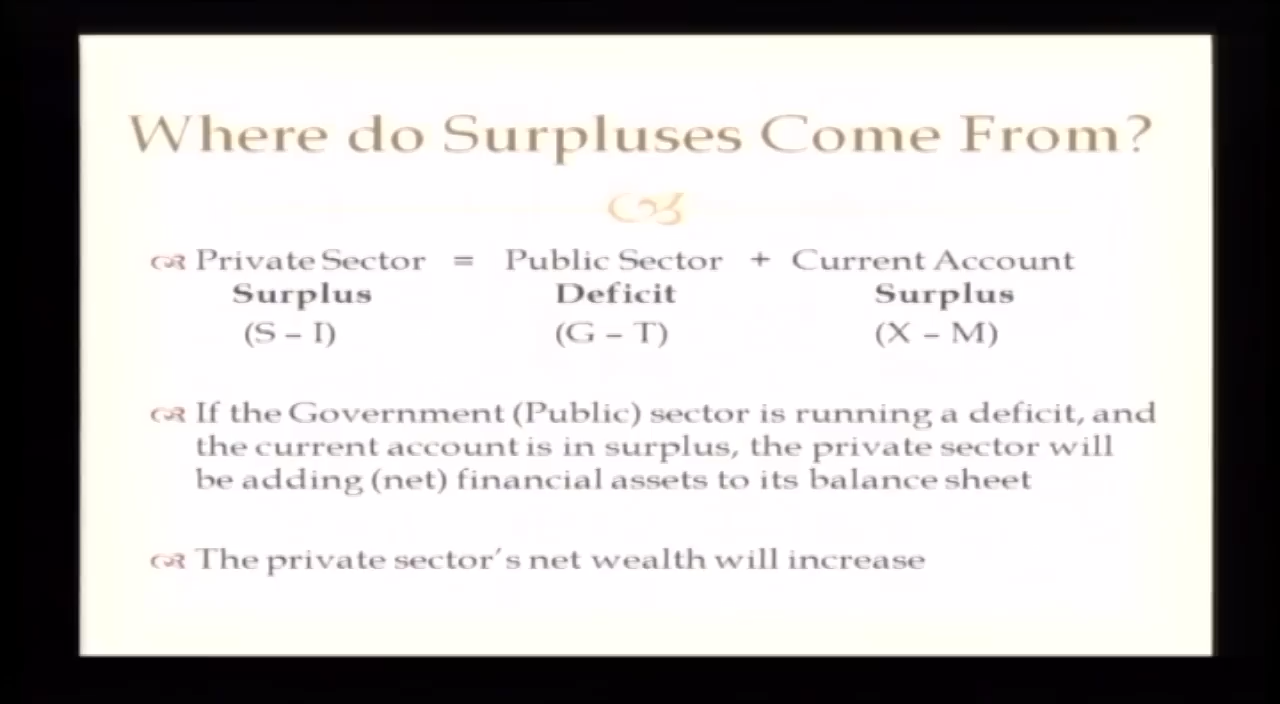 Where do Surpluses Come From?
Private Sector = Public Sector + Current Account
Surplus Deficit Surplus
(S – I) (G – T) (X – M)
If the Government (Public) sector is running a deficit, and
the current account is in surplus, the private sector will
be adding (net) financial assets to its balance sheet
The private sector's net wealth will increase